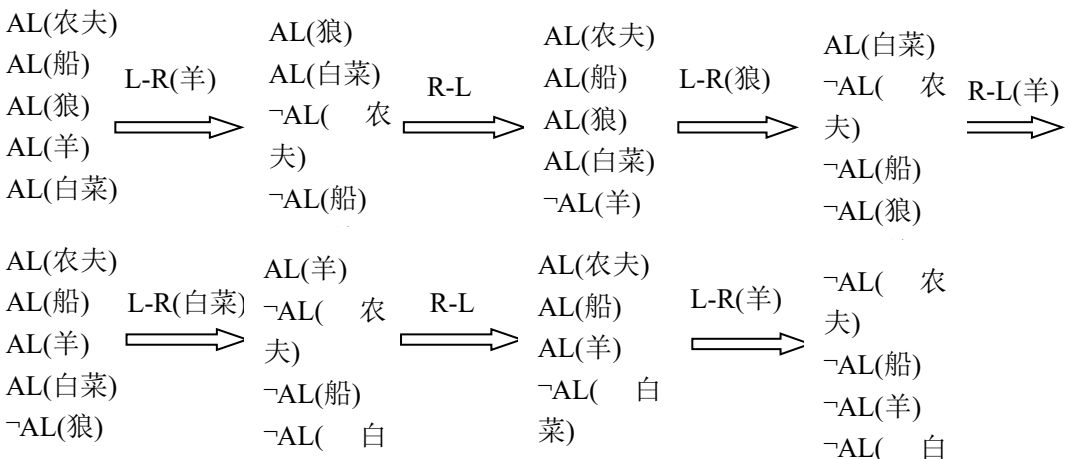 AL(农夫)
AL(船)
AL(狼)
AL(羊)
AL(白菜)
L-R(羊)
AL(狼)
AL(白菜)
¬AL( 农
夫)
¬AL(船)
R-L
AL(农夫)
AL(船)
AL(狼)
AL(白菜)
¬AL(羊)
L-R(狼)
AL(白菜)
¬AL( 农
夫)
¬AL(船)
¬AL(狼)
R-L(羊)
AL(农夫)
AL(船)
AL(羊)
AL(白菜)
¬AL(狼)
L-R(白菜)
AL(羊)
¬AL( 农
夫)
¬AL(船)
¬AL( 白
R-L
AL(农夫)
AL(船)
AL(羊)
¬AL( 白
菜)
L-R(羊)
¬AL( 农
夫)
¬AL(船)
¬AL(羊)
¬AL( 白